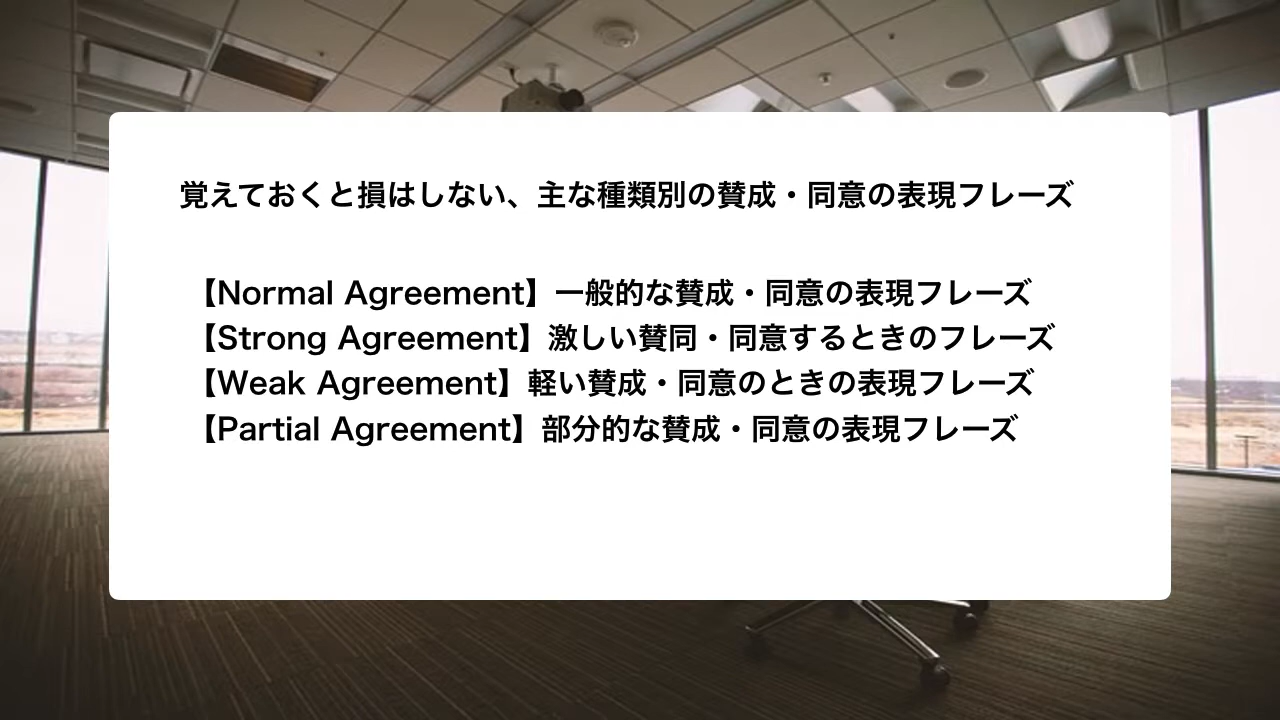 覚えておくと損はしない、主な種類別の賛成・同意の表現フレーズ
【Normal Agreement】一般的な賛成・同意の表現フレーズ
【Strong Agreement】激しい賛同・同意するときのフレーズ
【Weak Agreement】軽い賛成・同意のときの表現フレーズ
【Partial Agreement】部分的な賛成・同意の表現フレーズ